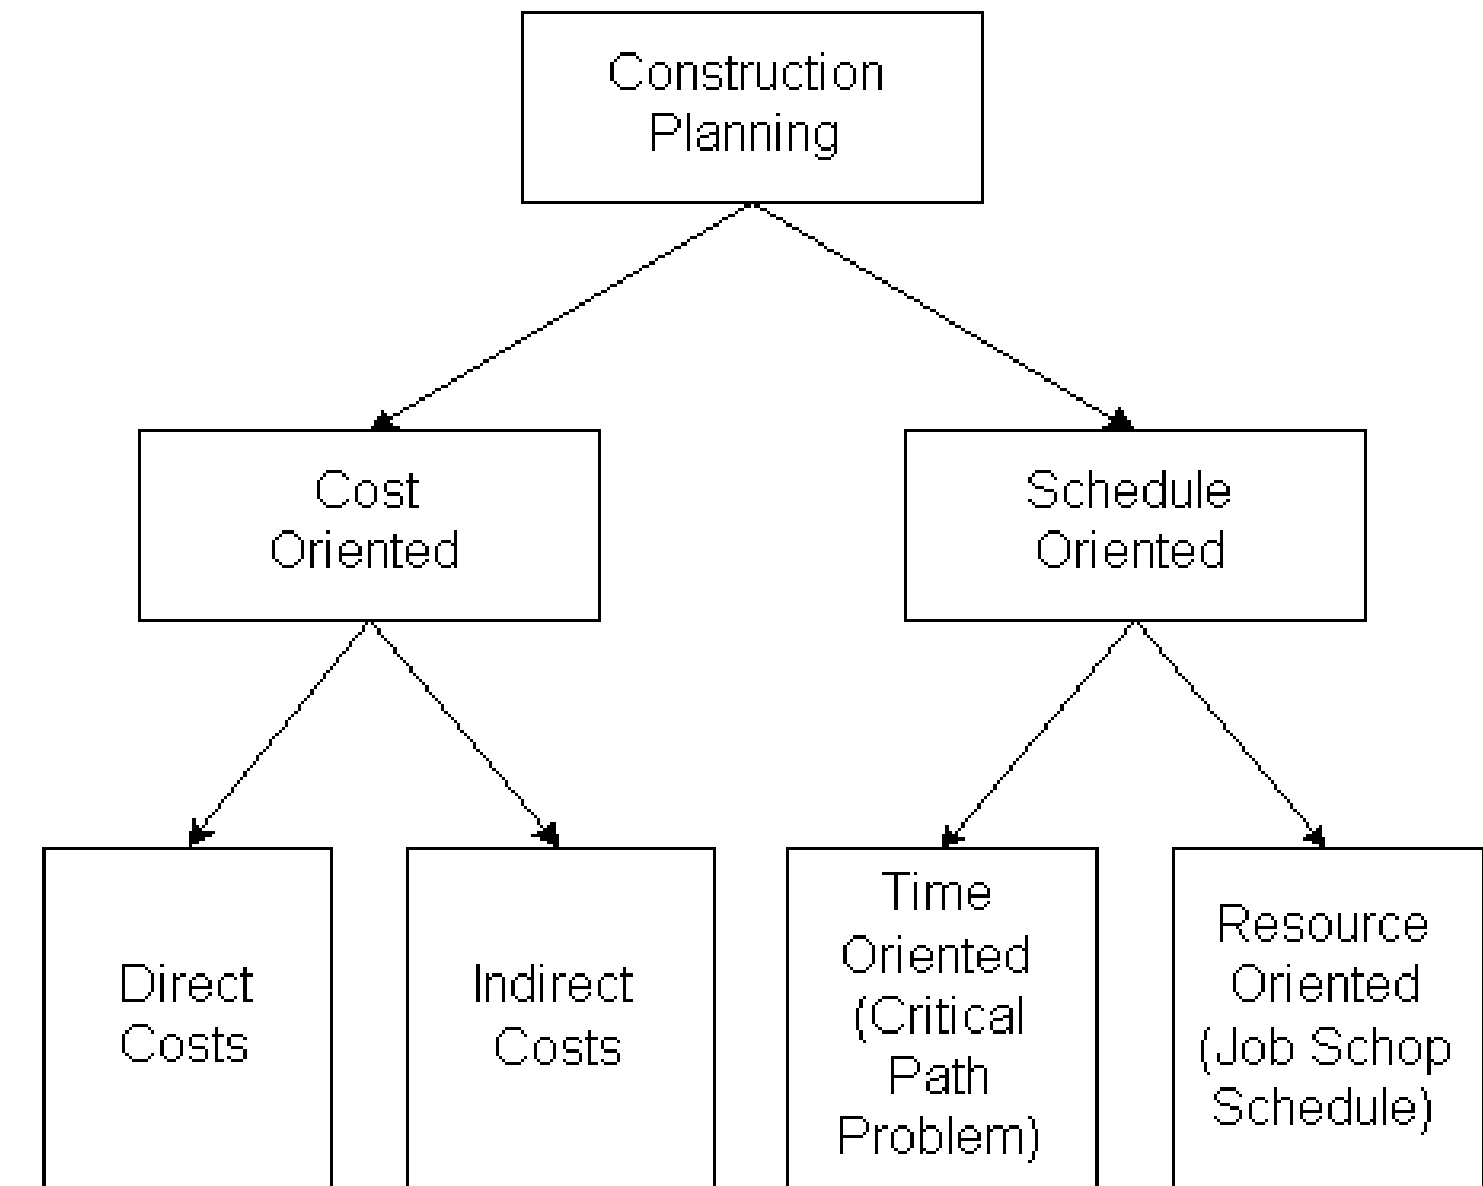 Construction
Planning
Cost
Oriented
Schedule
Oriented
Direct
Costs
Indirect
Costs
Time
Oriented
(Critical
Path
Problem)
Resource
Oriented
(Job Schop
Schedule)